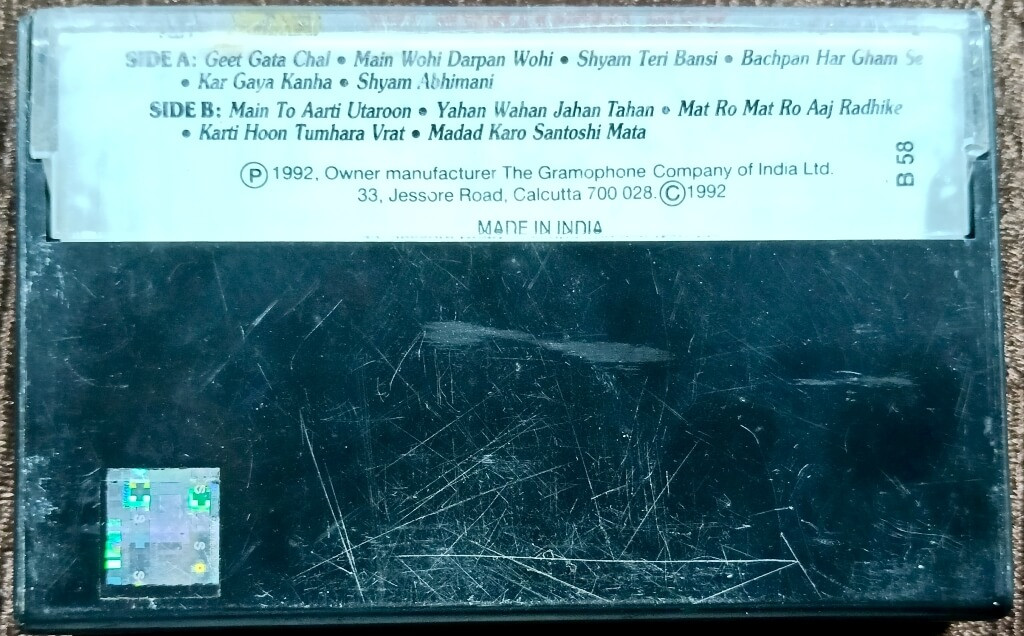 SIDE A: Geet Gata Chal • Main Wohi Darpan Wohi • Shyam Teri Bansi • Bachpan Har Gham Se
• Kar Gaya Kanha • Shyam Abhimani
SIDE B: Main To Aarti Utaroon • Yahan Wahan Jahan Tahan • Mat Ro Mat Ro Aaj Radhike
• Karti Hoon Tumhara Vrat • Madad Karo Santoshi Mata
Ⓟ 1992, Owner manufacturer The Gramophone Company of India Ltd.
33, Jessore Road, Calcutta 700 028. © 1992
MADE IN INDIA
B 58